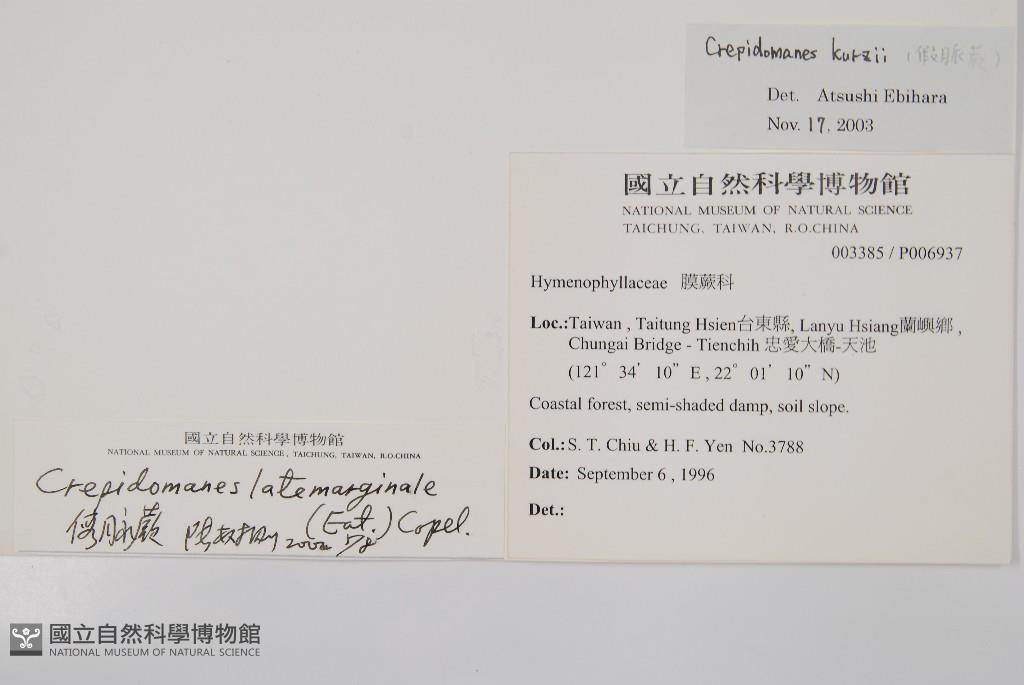 Crepidomanes kurzii (假脈蕨)
Det. Atsushi Ebihara
Nov. 17, 2003
國立自然科學博物館
NATIONAL MUSEUM OF NATURAL SCIENCE
TAICHUNG, TAIWAN, R.O.CHINA
003385 / P006937
Hymenophyllaceae 膜蕨科
Loc.:Taiwan , Taitung Hsien台東縣, Lanyu Hsiang蘭嶼鄉 ,
Chungai Bridge - Tienchih 忠愛大橋-天池
(121° 34' 10" E , 22° 01' 10" N)
Coastal forest, semi-shaded damp, soil slope.
Col.: S. T. Chiu & H. F. Yen No.3788
Date: September 6 , 1996
Det.:
國立自然科學博物館
NATIONAL MUSEUM OF NATURAL SCIENCE , TAICHUNG, TAIWAN, R.O.CHINA
Crepidomanes latemarginale
(Eat.) Copel.
2002
國立自然科學博物館
NATIONAL MUSEUM OF NATURAL SCIENCE